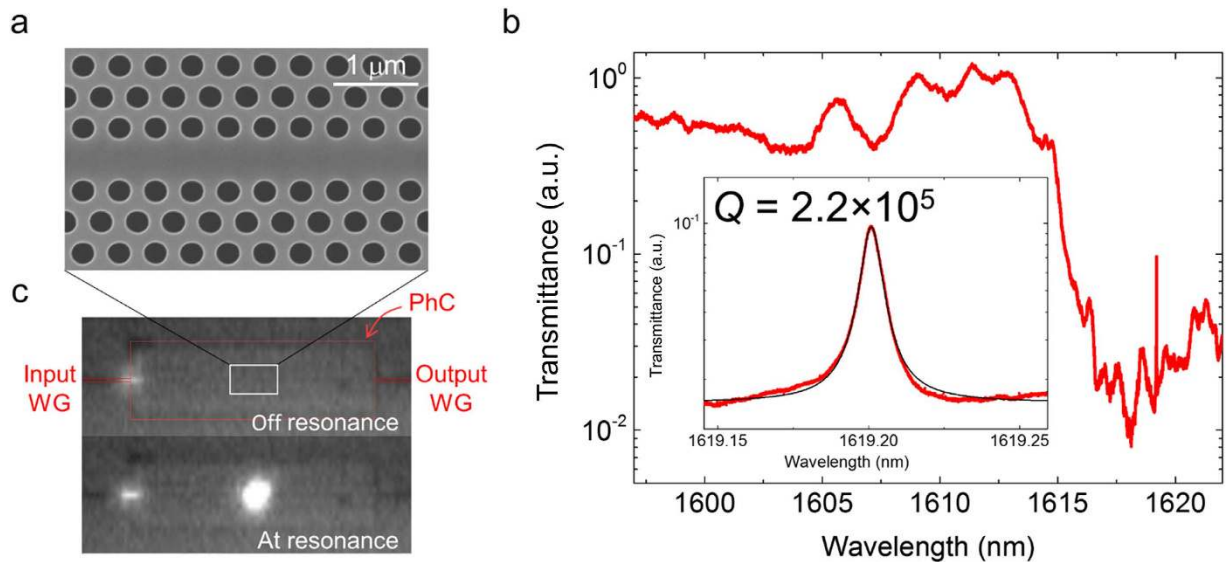 a
1 μm
c
PhC
Input
WG
Output
WG
Off resonance
At resonance
b
Transmittance (a.u.)
10⁰
10⁻¹
10⁻²
1600 1605 1610 1615 1620
Wavelength (nm)
Q = 2.2×10⁵
Transmittance (a.u.)
10⁻¹
1619.15 1619.20 1619.25
Wavelength (nm)